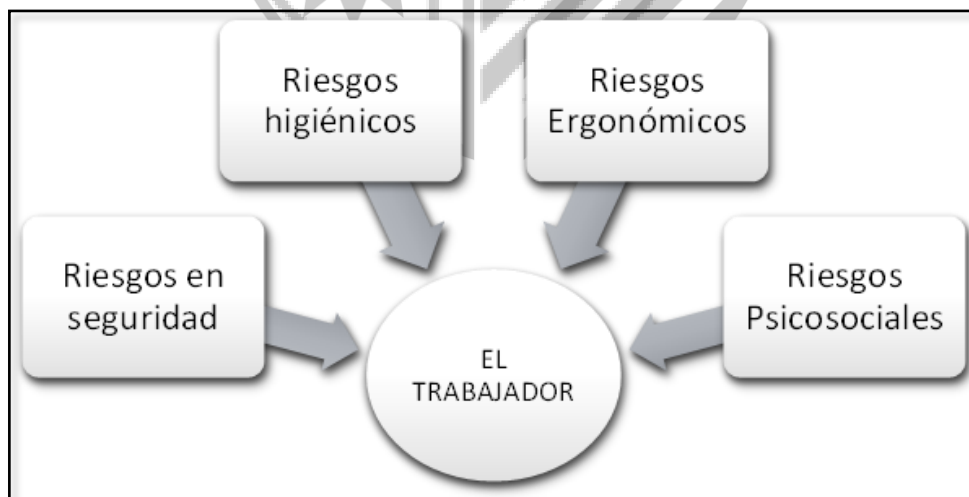 Riesgos
higiénicos
Riesgos
Ergonómicos
Riesgos en
seguridad
Riesgos
Psicosociales
EL
TRABAJADOR